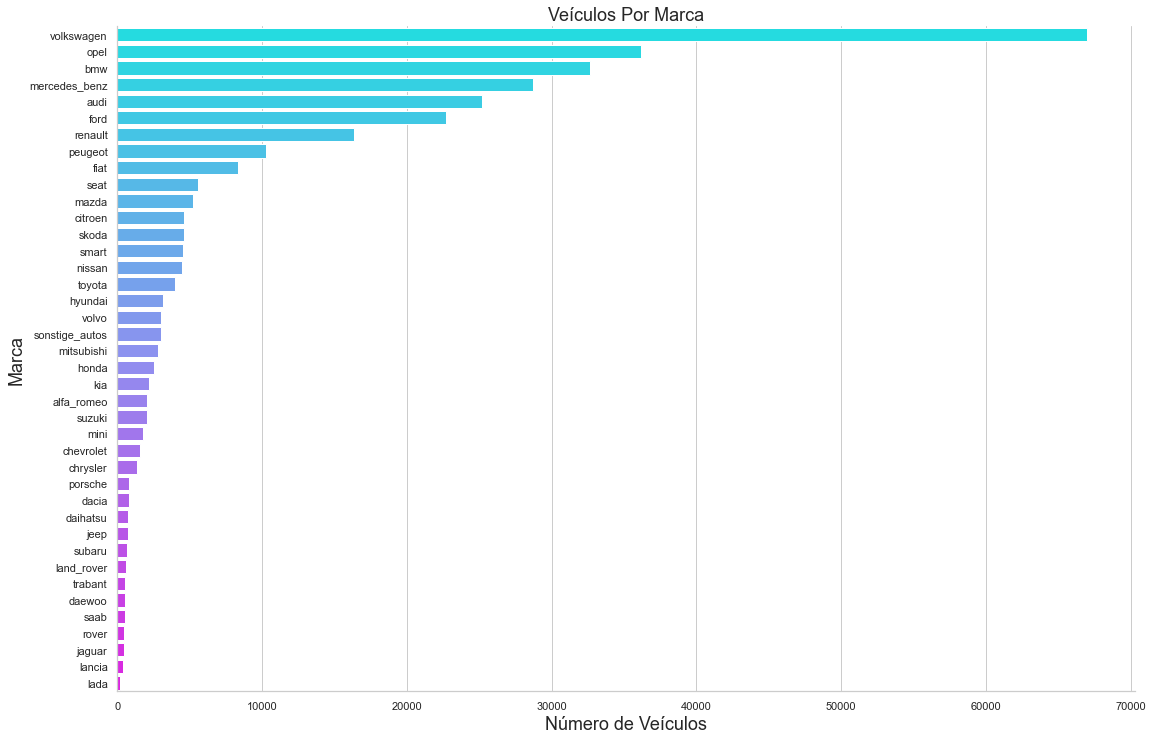 Veículos Por Marca
Marca
volkswagen
opel
bmw
mercedes_benz
audi
ford
renault
peugeot
fiat
seat
mazda
citroen
skoda
smart
nissan
toyota
hyundai
volvo
sonstige_autos
mitsubishi
honda
kia
alfa_romeo
suzuki
mini
chevrolet
chrysler
porsche
dacia
daihatsu
jeep
subaru
land_rover
trabant
daewoo
saab
rover
jaguar
lancia
lada
0 10000 20000 30000 40000 50000 60000 70000
Número de Veículos